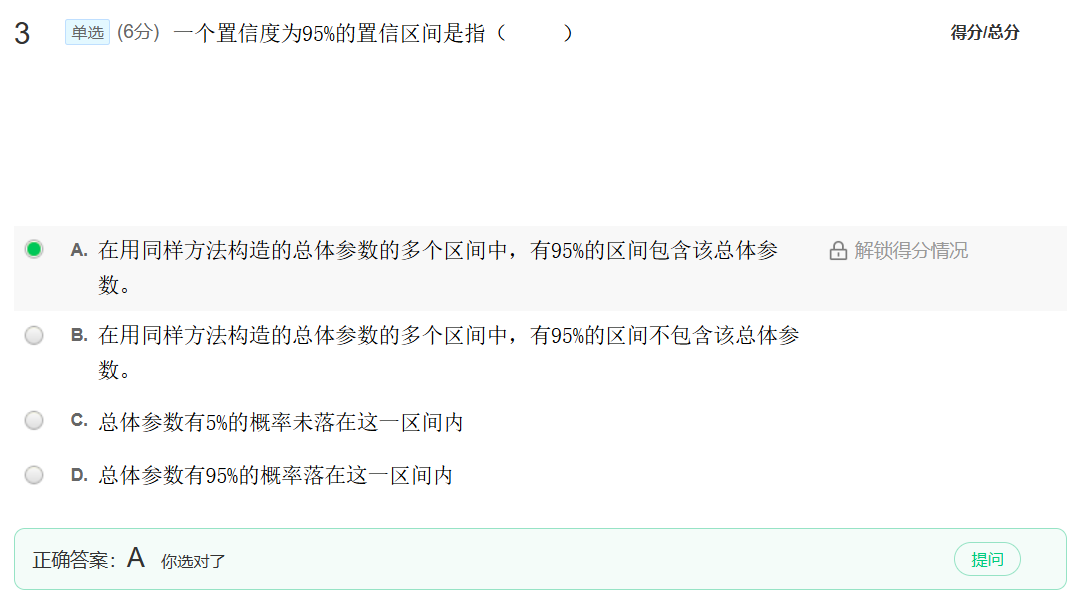 3 单选 (6分) 一个置信度为95%的置信区间是指（ ） 得分/总分
A. 在用同样方法构造的总体参数的多个区间中，有95%的区间包含该总体参 解锁得分情况
数。
B. 在用同样方法构造的总体参数的多个区间中，有95%的区间不包含该总体参
数。
C. 总体参数有5%的概率未落在这一区间内
D. 总体参数有95%的概率落在这一区间内
正确答案：A 你选对了 提问